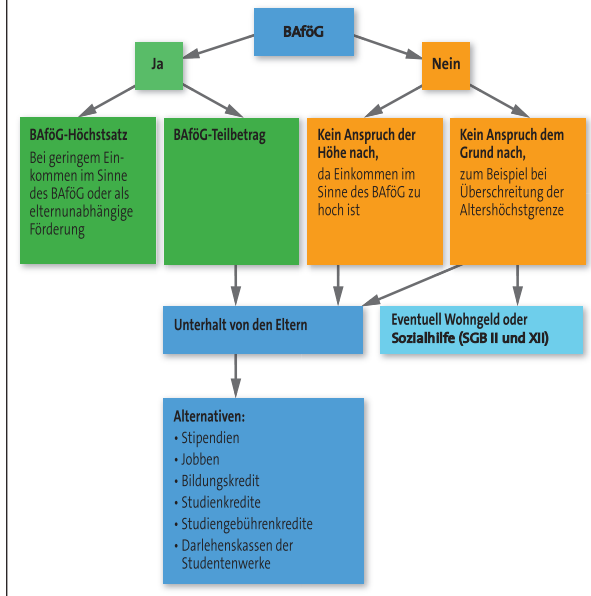 BAföG
Ja
Nein
BAföG-Höchstsatz
Bei geringem Ein-
kommen im Sinne
des BAföG oder als
elternunabhängige
Förderung
BAföG-Teilbetrag
Kein Anspruch der
Höhe nach,
da Einkommen im
Sinne des BAföG zu
hoch ist
Kein Anspruch dem
Grund nach,
zum Beispiel bei
Überschreitung der
Altershöchstgrenze
Unterhalt von den Eltern
Eventuell Wohngeld oder
Sozialhilfe (SGB II und XII)
Alternativen:
• Stipendien
• Jobben
• Bildungskredit
• Studienkredite
• Studiengebührenkredite
• Darlehenskassen der
Studentenwerke